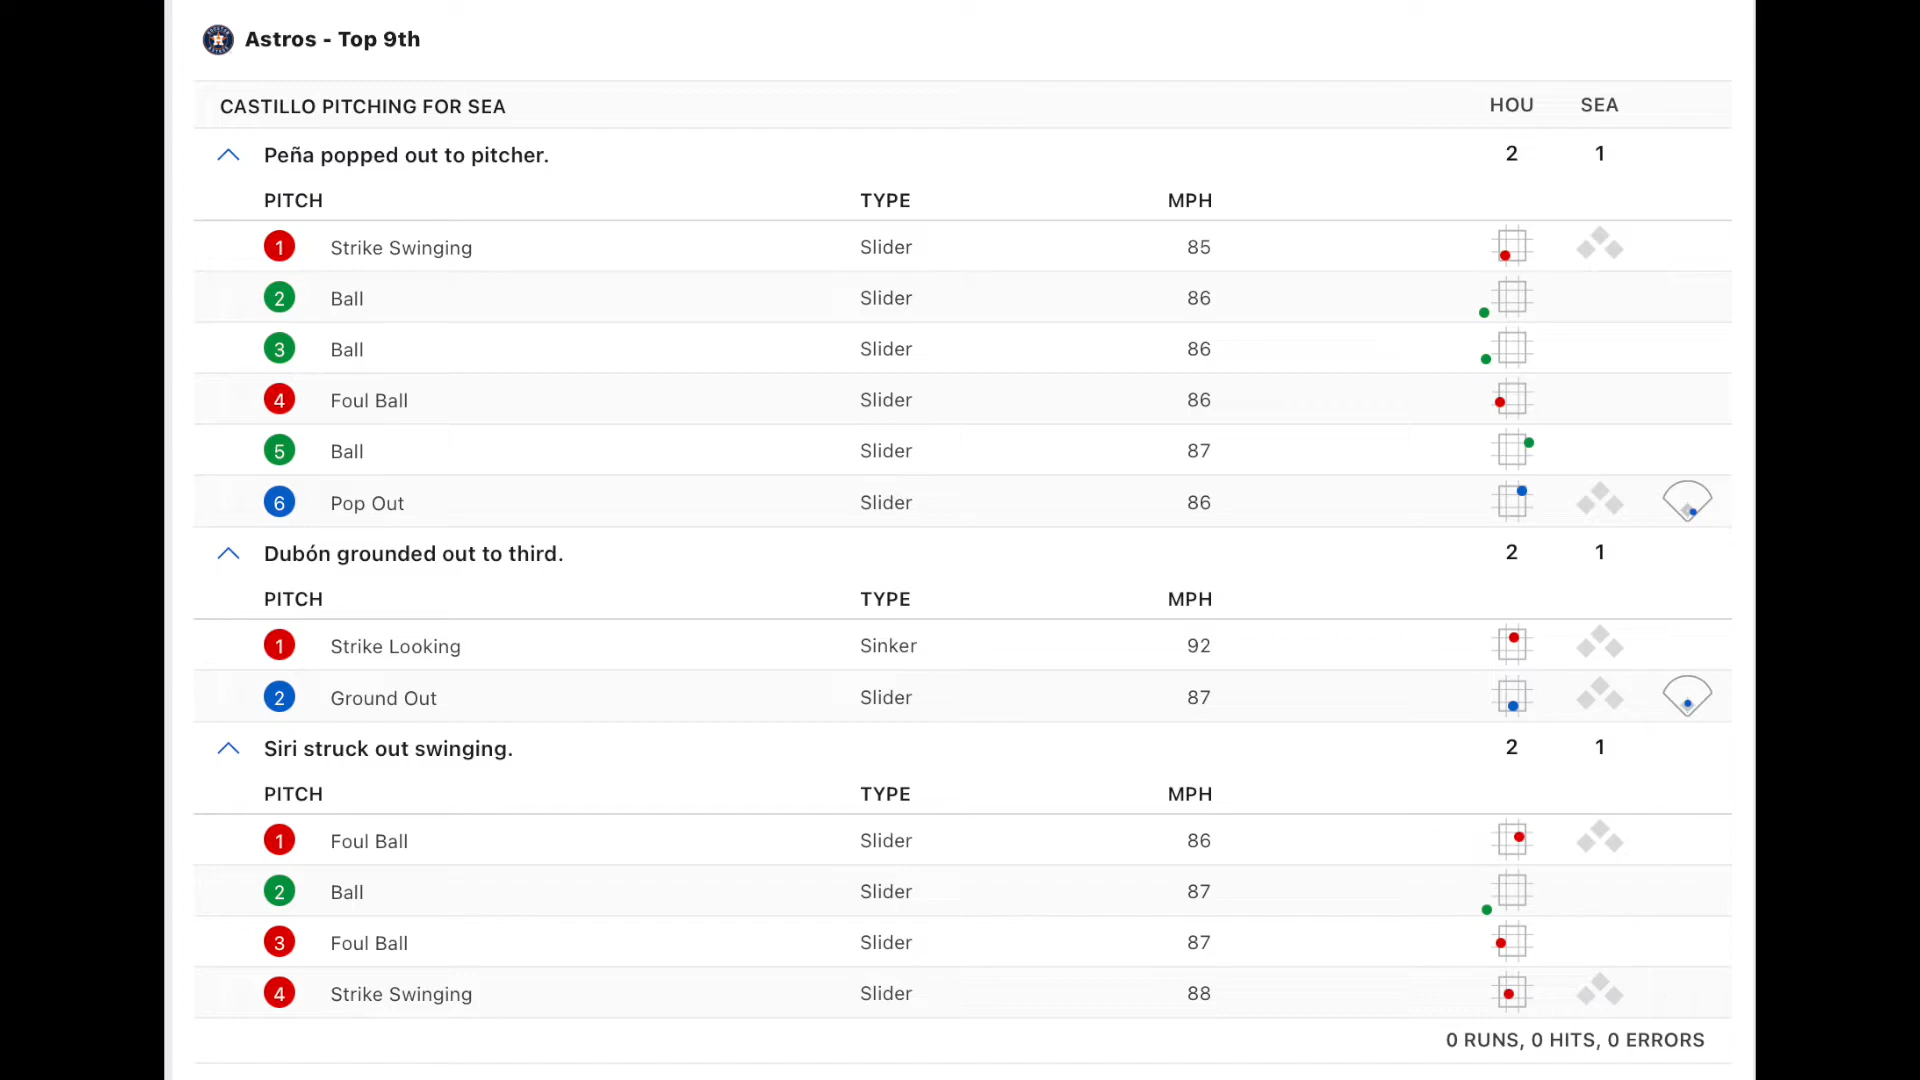 Astros - Top 9th
CASTILLO PITCHING FOR SEA HOU SEA
Peña popped out to pitcher. 2 1
PITCH TYPE MPH
1 Strike Swinging Slider 85
2 Ball Slider 86
3 Ball Slider 86
4 Foul Ball Slider 86
5 Ball Slider 87
6 Pop Out Slider 86
Dubón grounded out to third. 2 1
PITCH TYPE MPH
1 Strike Looking Sinker 92
2 Ground Out Slider 87
Siri struck out swinging. 2 1
PITCH TYPE MPH
1 Foul Ball Slider 86
2 Ball Slider 87
3 Foul Ball Slider 87
4 Strike Swinging Slider 88
0 RUNS, 0 HITS, 0 ERRORS